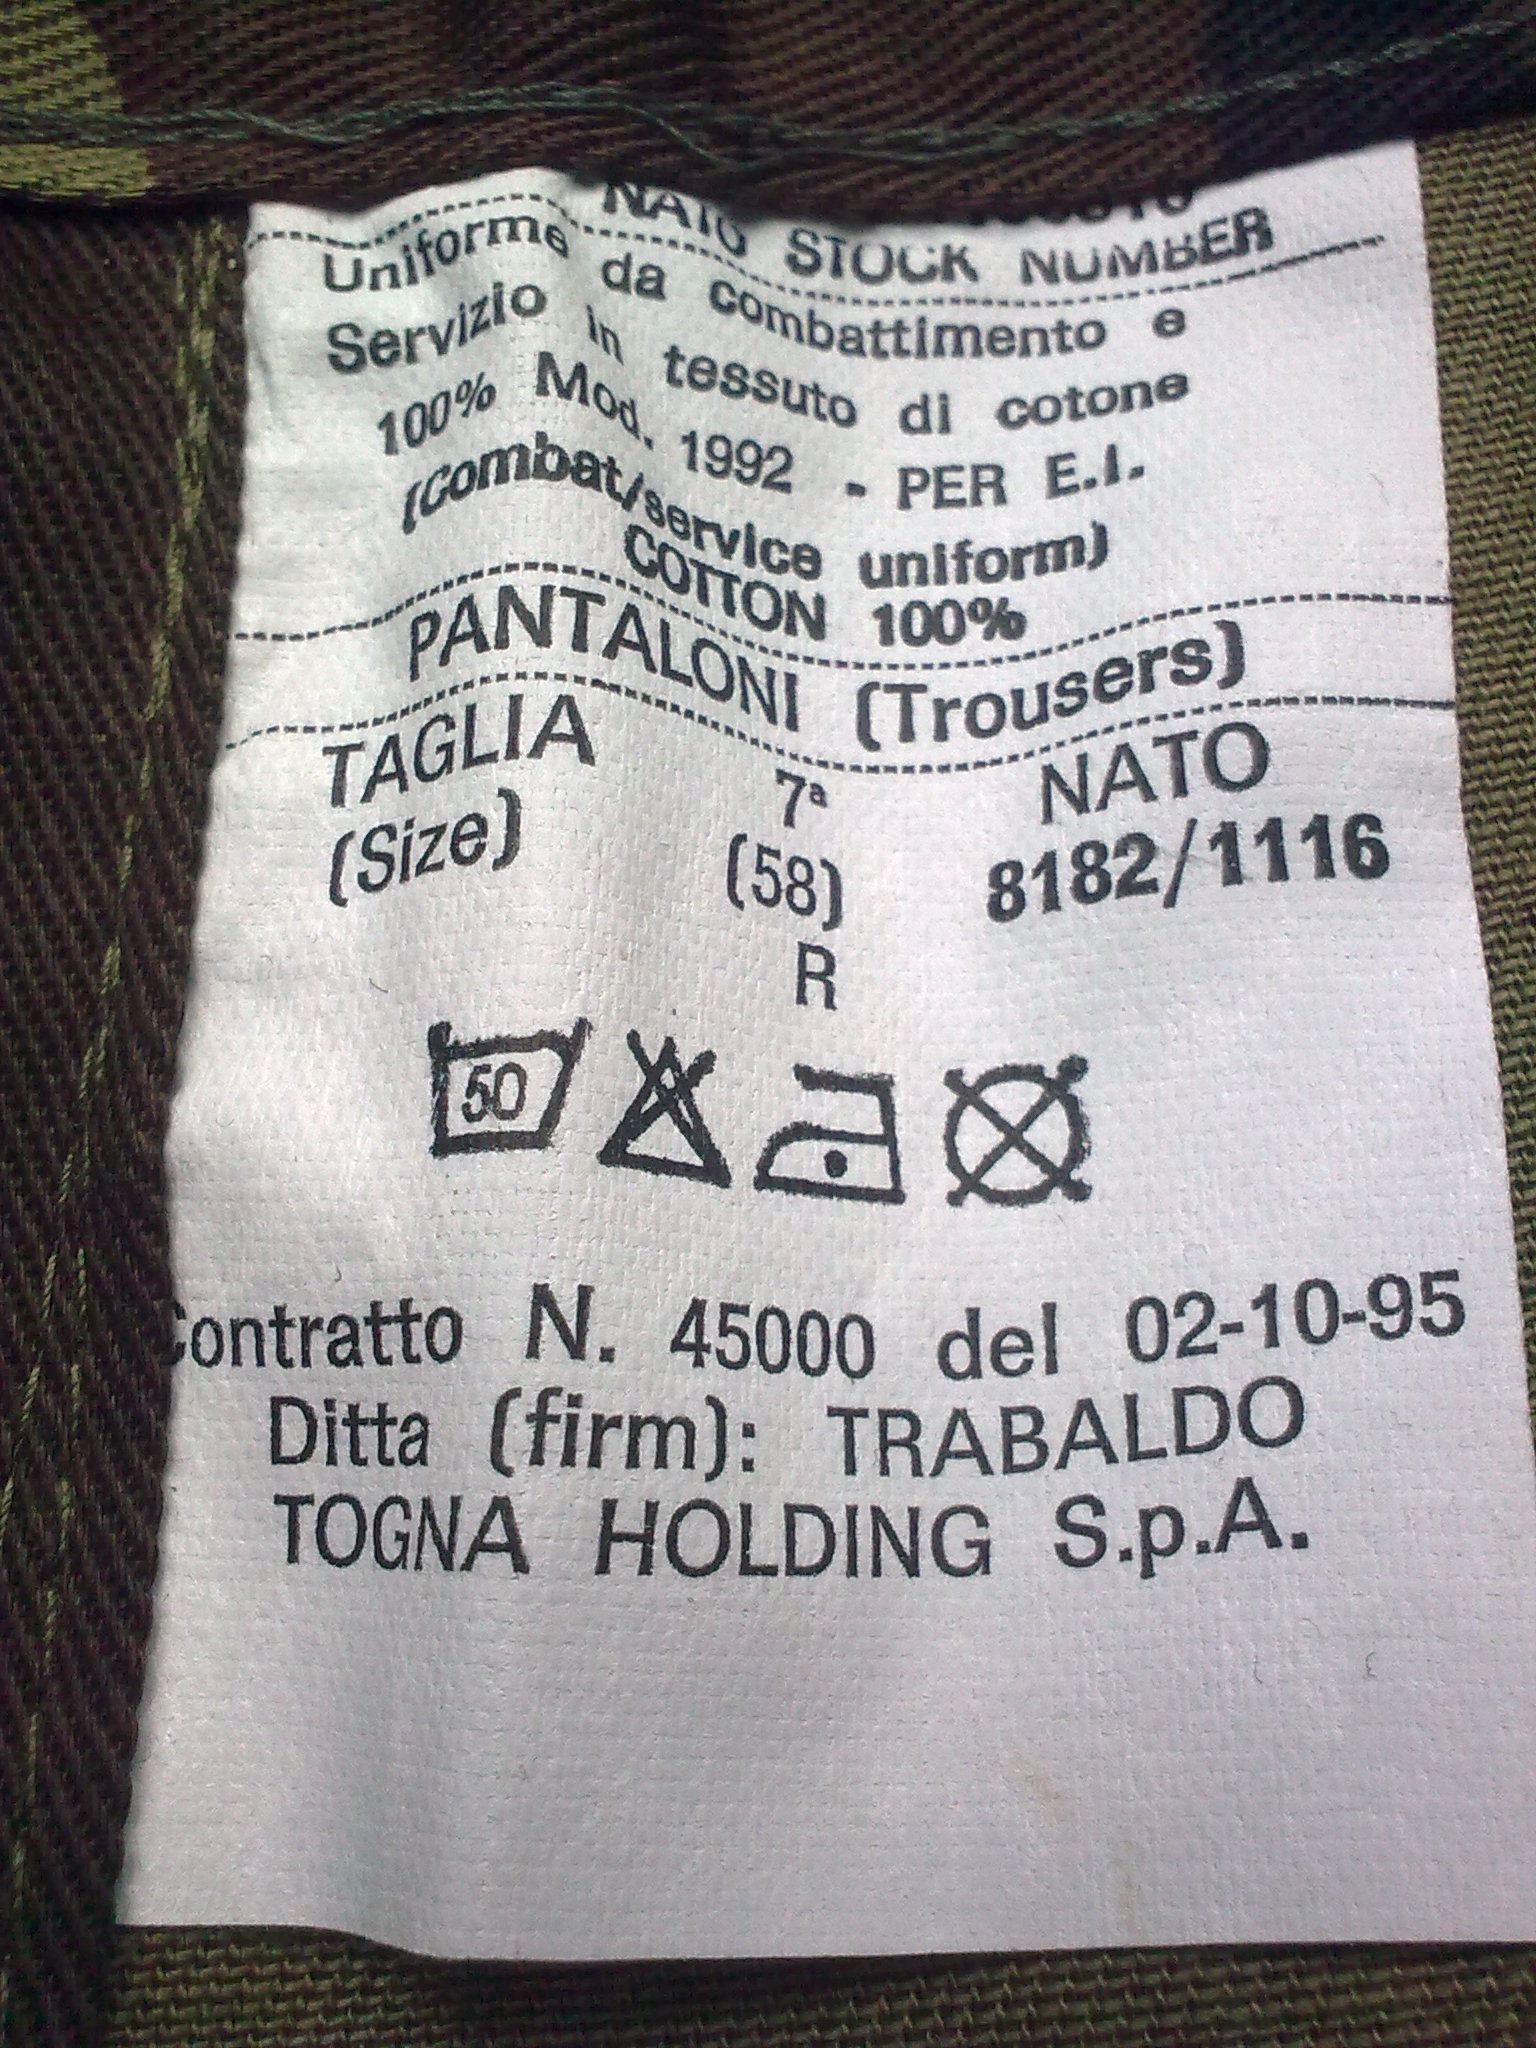 NATO STOCK NUMBER
Uniforme da combattimento e
Servizio in tessuto di cotone
100% Mod. 1992 - PER E.I.
(combat/service uniform)
COTTON 100%
PANTALONI (Trousers)
TAGLIA 7ª NATO
(Size) (58) 8182/1116
R
50
Contratto N. 45000 del 02-10-95
Ditta (firm): TRABALDO
TOGNA HOLDING S.p.A.